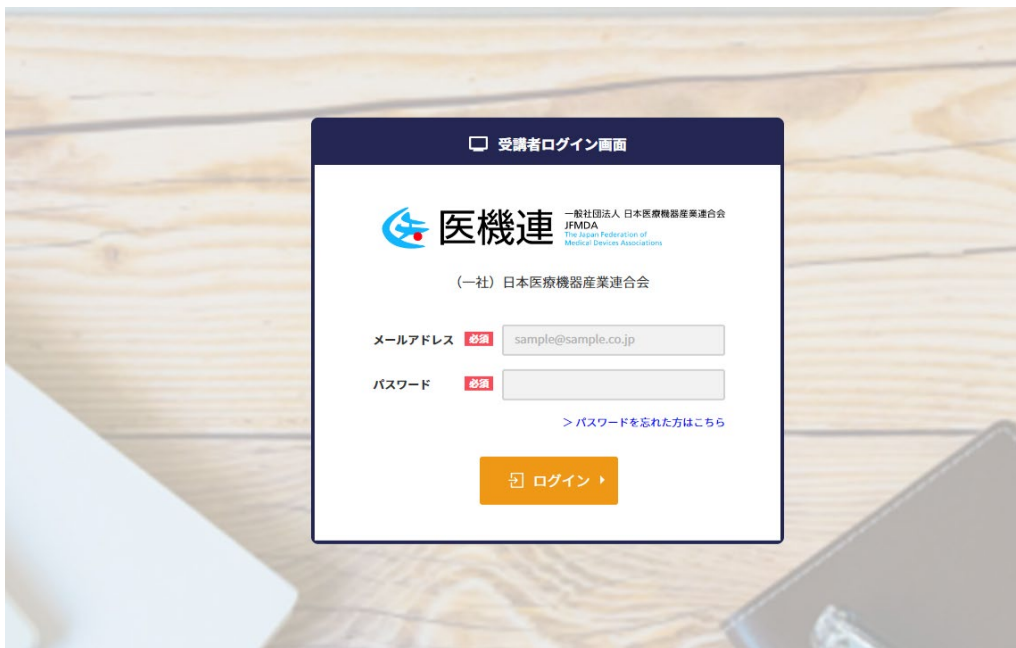 受講者ログイン画面
医機連
一般社団法人 日本医療機器産業連合会
JFMDA
The Japan Federation of
Medical Devices Associations
（一社）日本医療機器産業連合会
メールアドレス 必須 sample@sample.co.jp
パスワード 必須
＞パスワードを忘れた方はこちら
ログイン